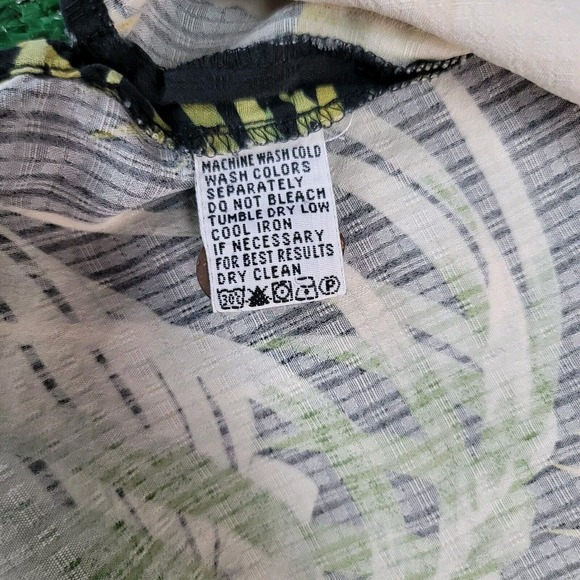 MACHINE WASH COLD
WASH COLORS
SEPARATELY
DO NOT BLEACH
TUMBLE DRY LOW
COOL IRON
IF NECESSARY
FOR BEST RESULTS
DRY CLEAN
30° P